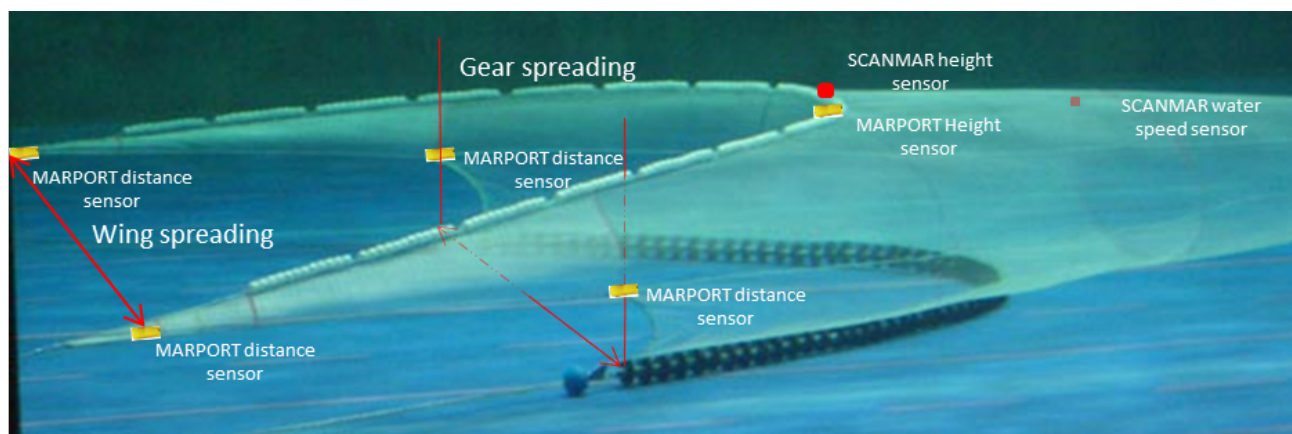 Gear spreading
SCANMAR height
sensor
SCANMAR water
speed sensor
MARPORT Height
sensor
MARPORT distance
sensor
MARPORT distance
sensor
Wing spreading
MARPORT distance
sensor
MARPORT distance
sensor